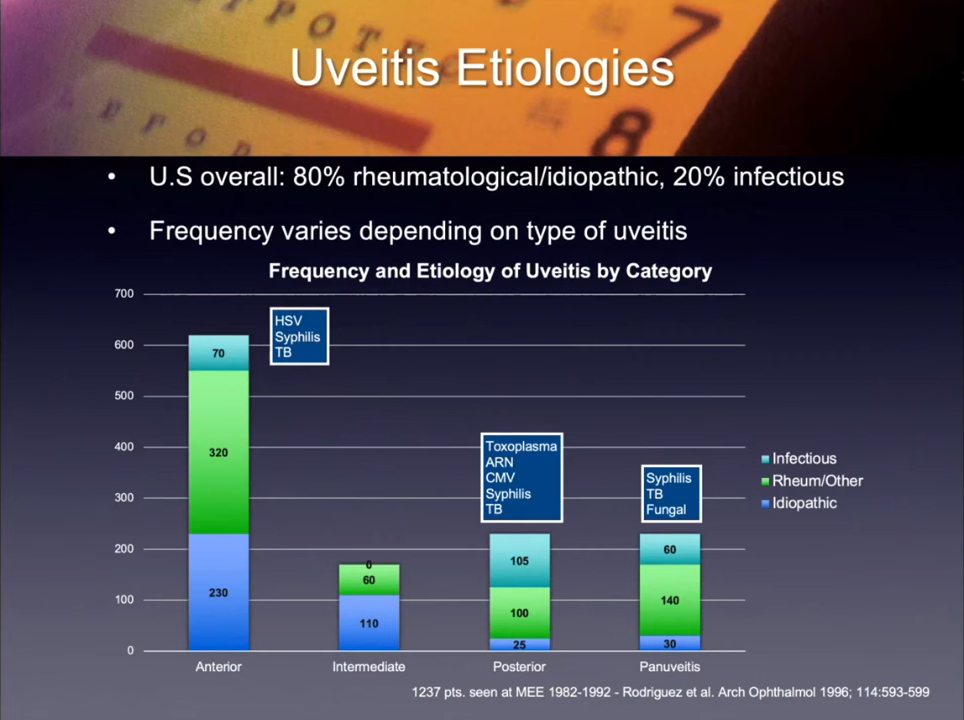 Uveitis Etiologies
• U.S overall: 80% rheumatological/idiopathic, 20% infectious
• Frequency varies depending on type of uveitis
Frequency and Etiology of Uveitis by Category
700
600
500
400
300
200
100
0
HSV
Syphilis
TB
70
320
230
0
60
110
Toxoplasma
ARN
CMV
Syphilis
TB
105
100
25
Syphilis
TB
Fungal
60
140
30
Infectious
Rheum/Other
Idiopathic
Anterior
Intermediate
Posterior
Panuveitis
1237 pts. seen at MEE 1982-1992 - Rodriguez et al. Arch Ophthalmol 1996; 114:593-599
7
8